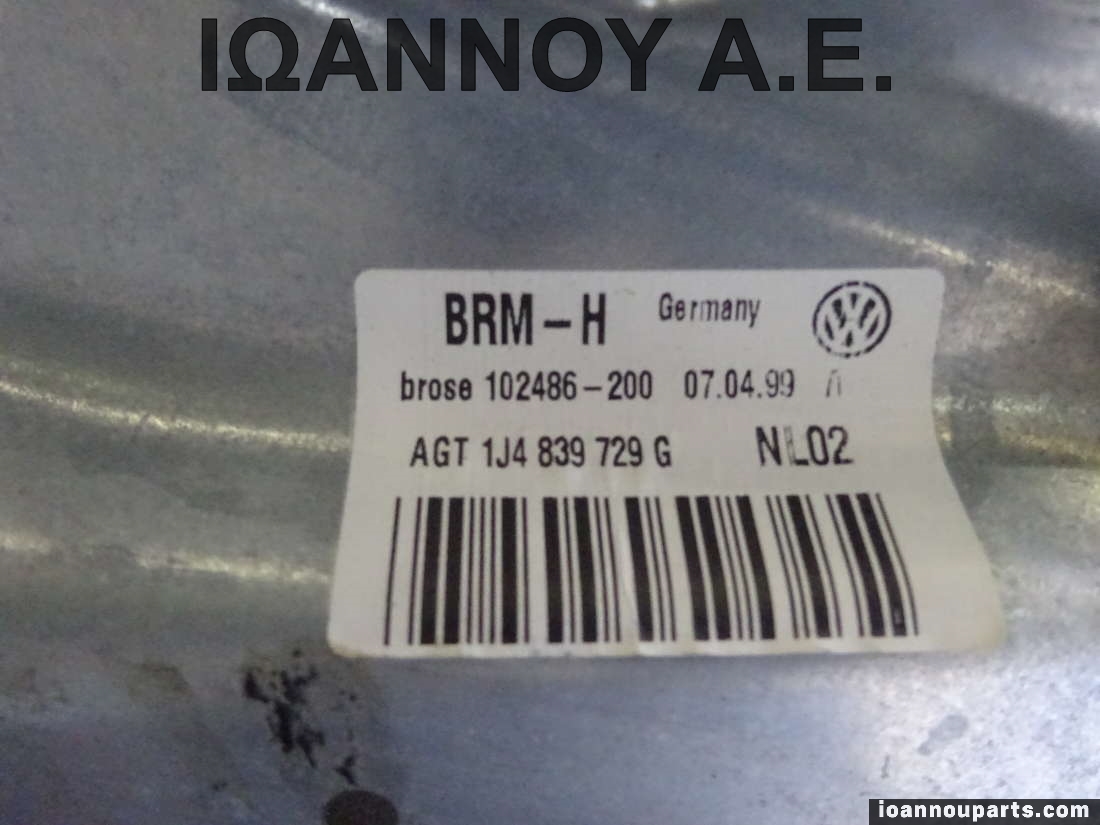 ΙΩΑΝΝΟΥ Α.Ε.
BRM-H Germany
brose 102486-200 07.04.99
AGT 1J4 839 729 G NL02
ioannouparts.com